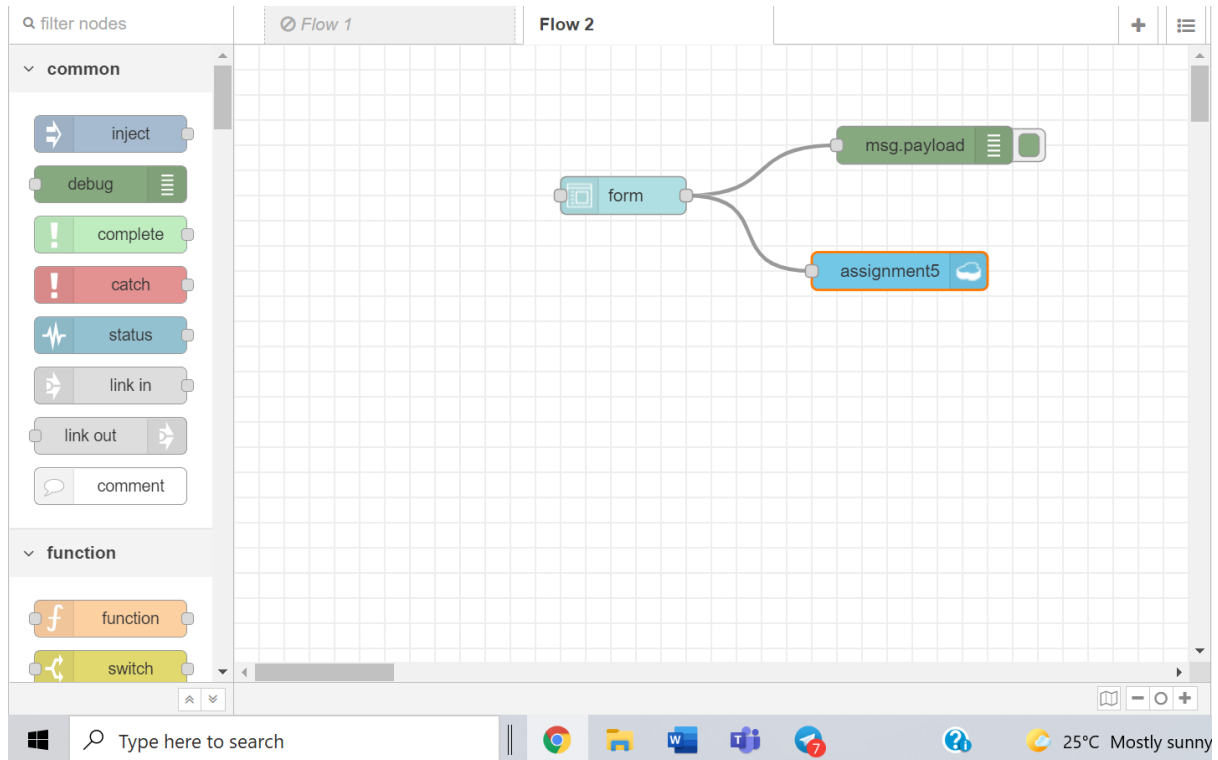 filter nodes
Flow 1
Flow 2
common
inject
debug
complete
catch
status
link in
link out
comment
function
function
switch
msg.payload
form
assignment5
Type here to search
W
7
25°C Mostly sunny